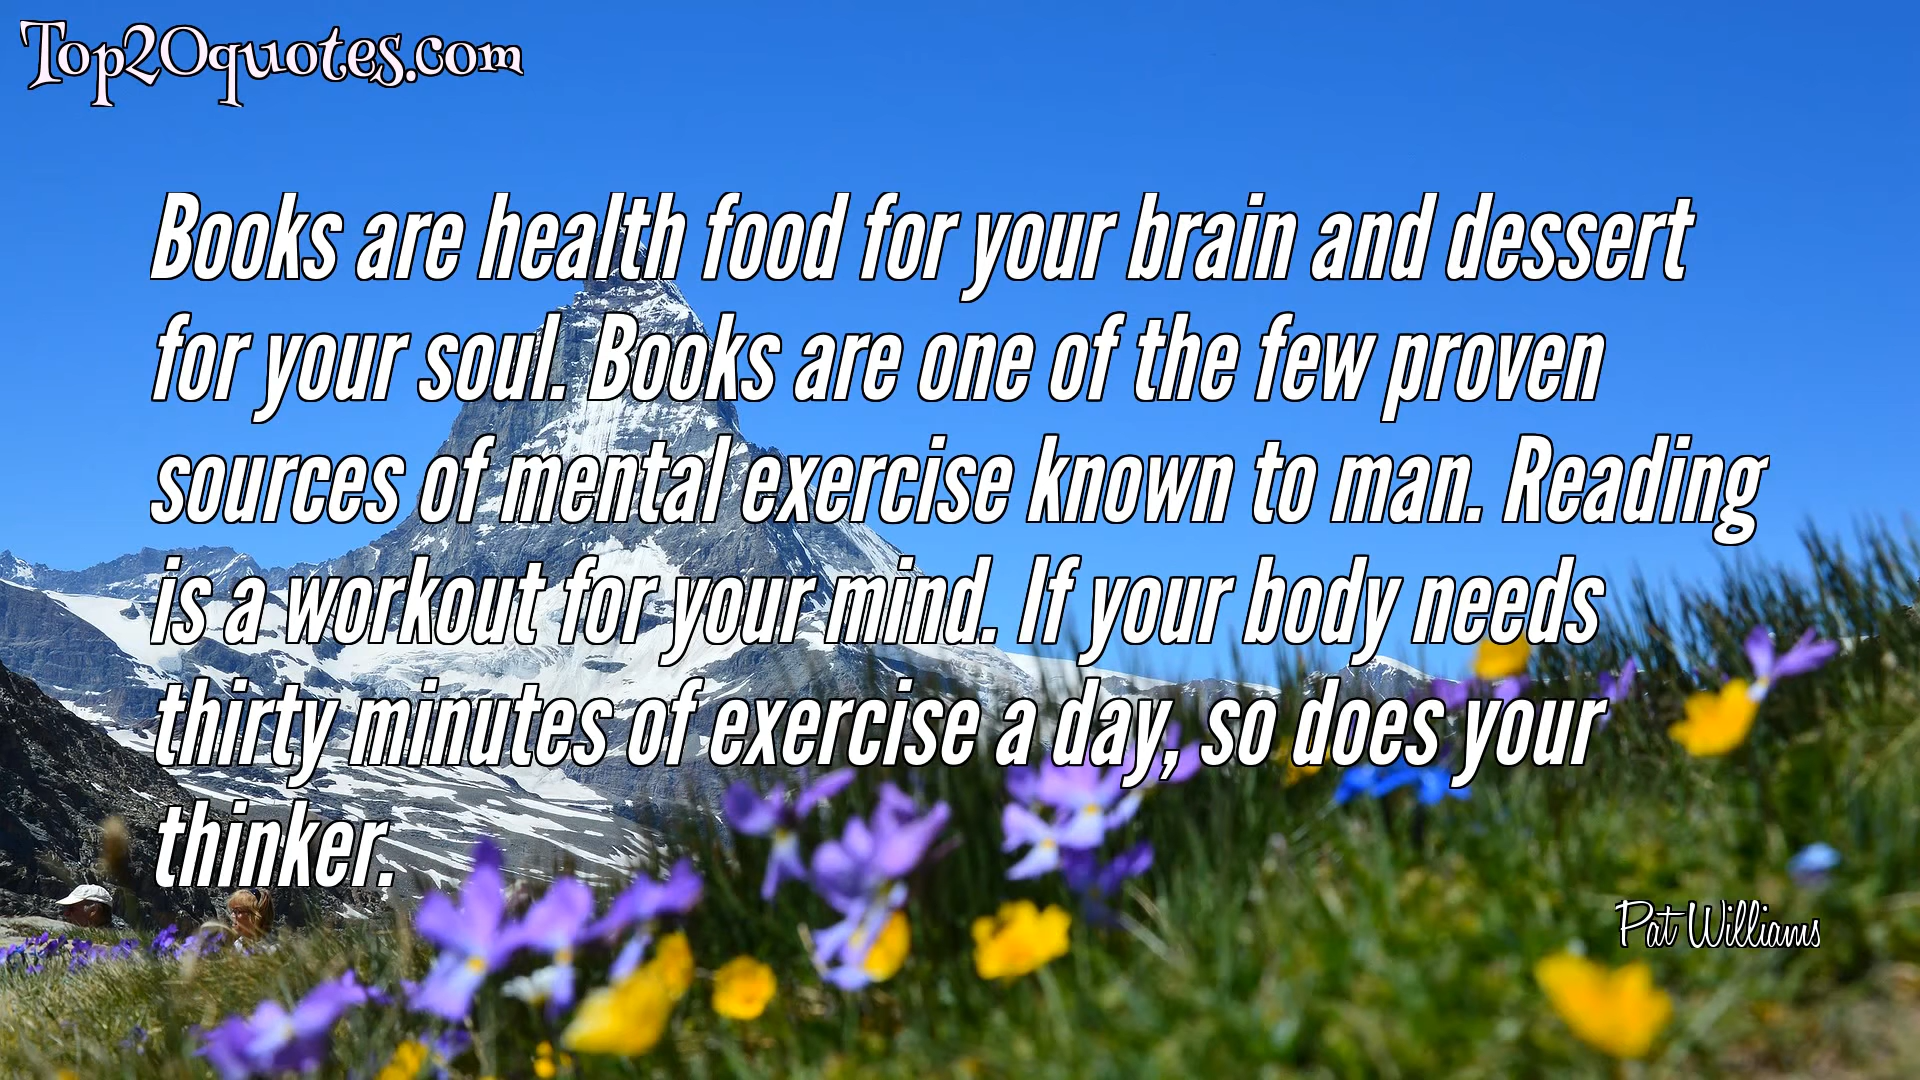 Top20quotes.com
Books are health food for your brain and dessert
for your soul. Books are one of the few proven
sources of mental exercise known to man. Reading
is a workout for your mind. If your body needs
thirty minutes of exercise a day, so does your
thinker.
Pat Williams